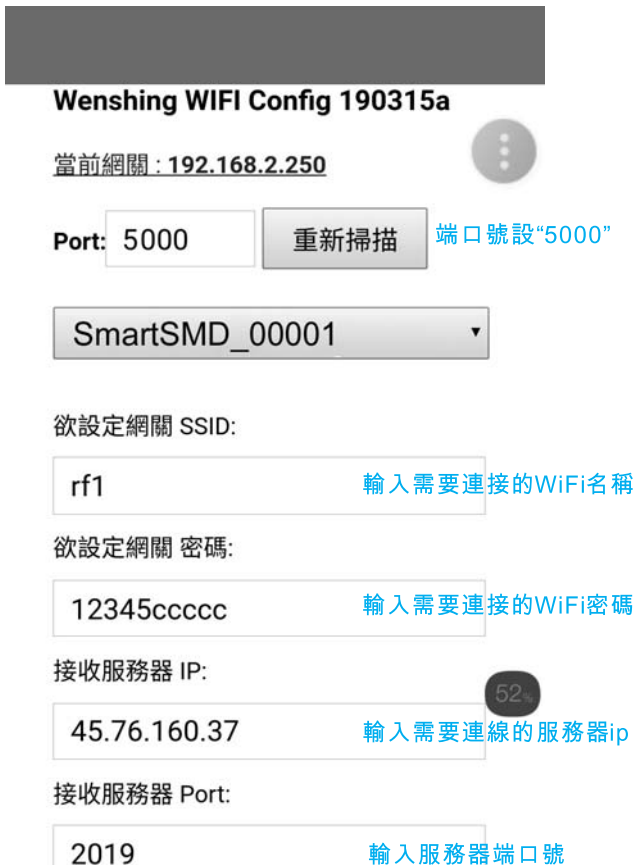 Wenshing WIFI Config 190315a
當前網關 : 192.168.2.250
Port: 5000 重新掃描 端口號設“5000”
SmartSMD_00001
欲設定網關 SSID:
rf1 輸入需要連接的WiFi名稱
欲設定網關 密碼:
12345ccccc 輸入需要連接的WiFi密碼
接收服務器 IP:
52%
45.76.160.37 輸入需要連線的服務器ip
接收服務器 Port:
2019 輸入服務器端口號